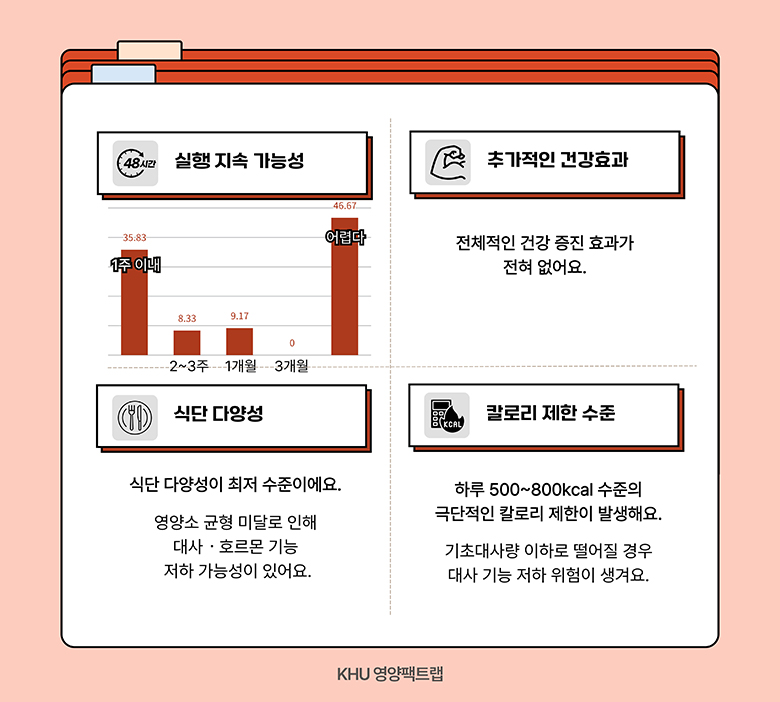 48시간
실행 지속 가능성
46.67
35.83
어렵다
1주 이내
8.33
9.17
0
2~3주
1개월
3개월
추가적인 건강효과
전체적인 건강 증진 효과가
전혀 없어요.
식단 다양성
식단 다양성이 최저 수준이에요.
영양소 균형 미달로 인해
대사 · 호르몬 기능
저하 가능성이 있어요.
KCAL
칼로리 제한 수준
하루 500~800kcal 수준의
극단적인 칼로리 제한이 발생해요.
기초대사량 이하로 떨어질 경우
대사 기능 저하 위험이 생겨요.
KHU 영양팩트랩